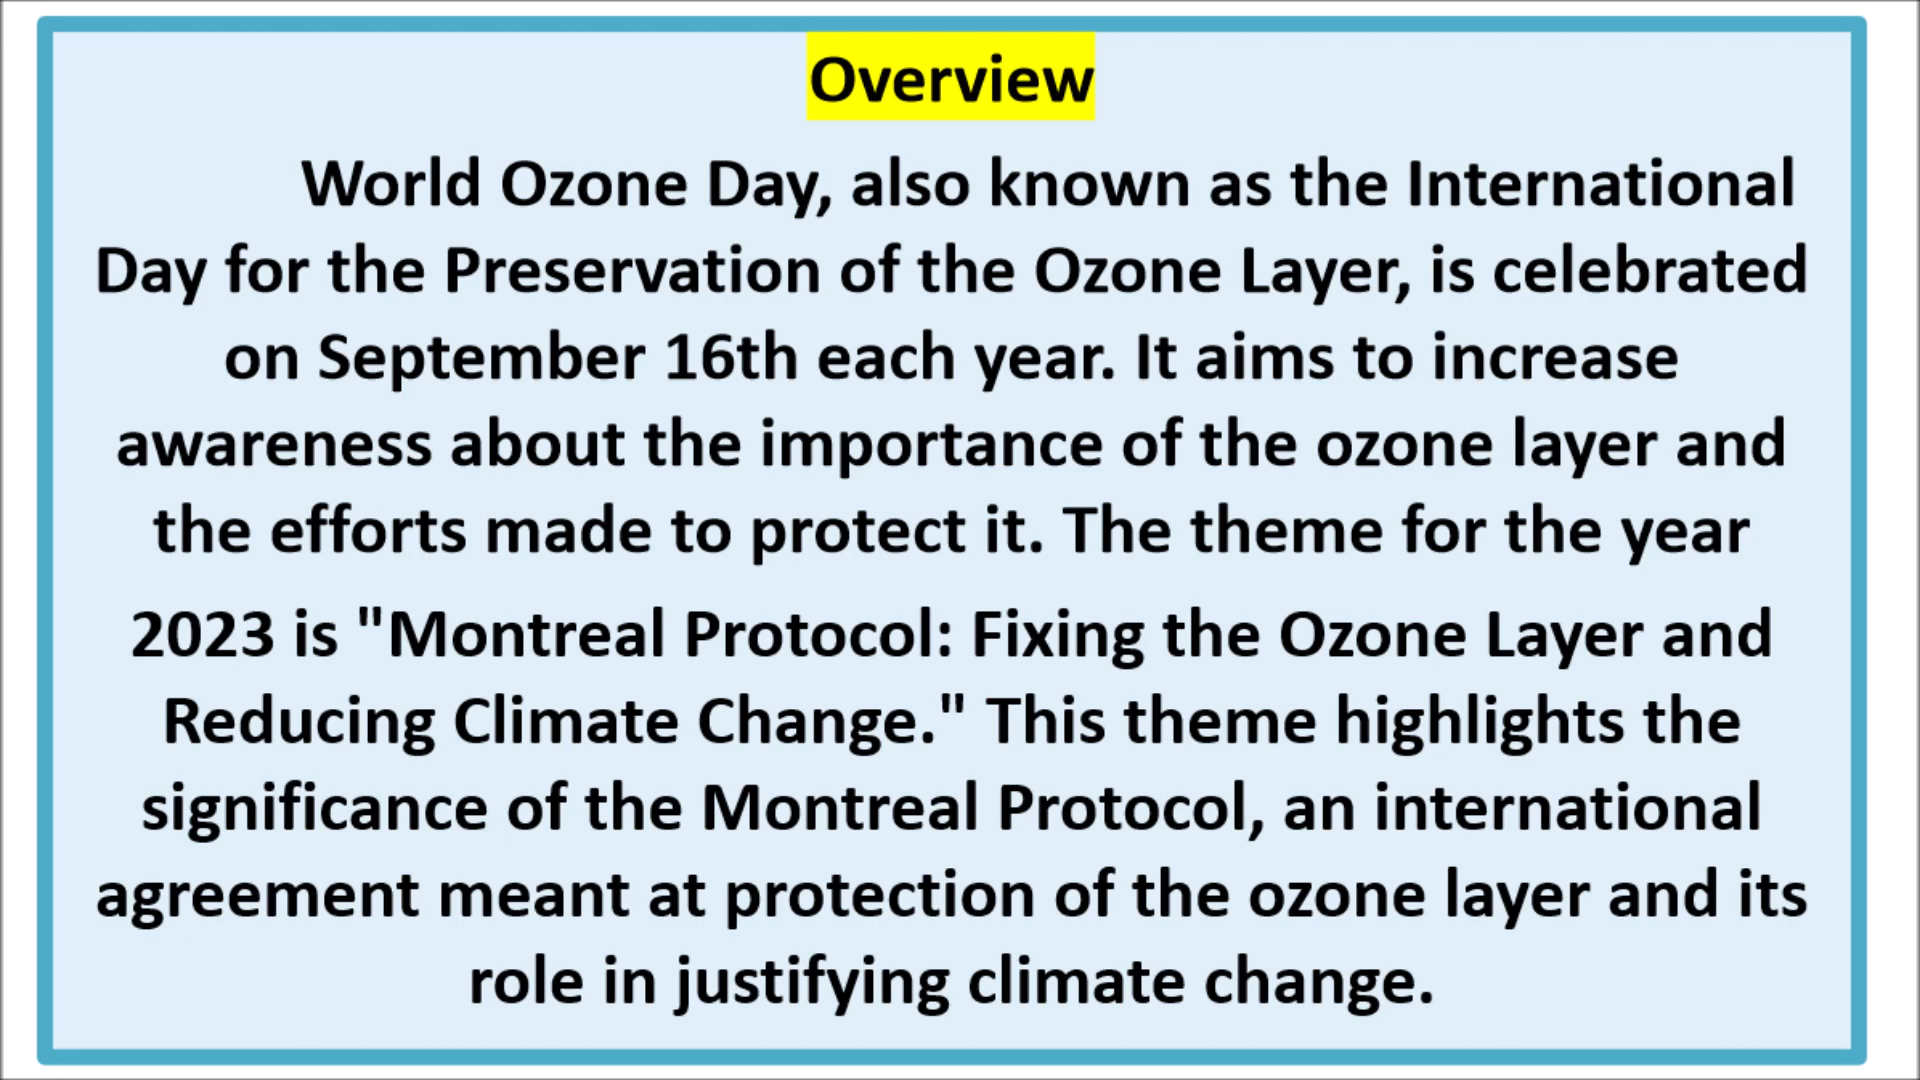 Overview
World Ozone Day, also known as the International
Day for the Preservation of the Ozone Layer, is celebrated
on September 16th each year. It aims to increase
awareness about the importance of the ozone layer and
the efforts made to protect it. The theme for the year
2023 is "Montreal Protocol: Fixing the Ozone Layer and
Reducing Climate Change." This theme highlights the
significance of the Montreal Protocol, an international
agreement meant at protection of the ozone layer and its
role in justifying climate change.